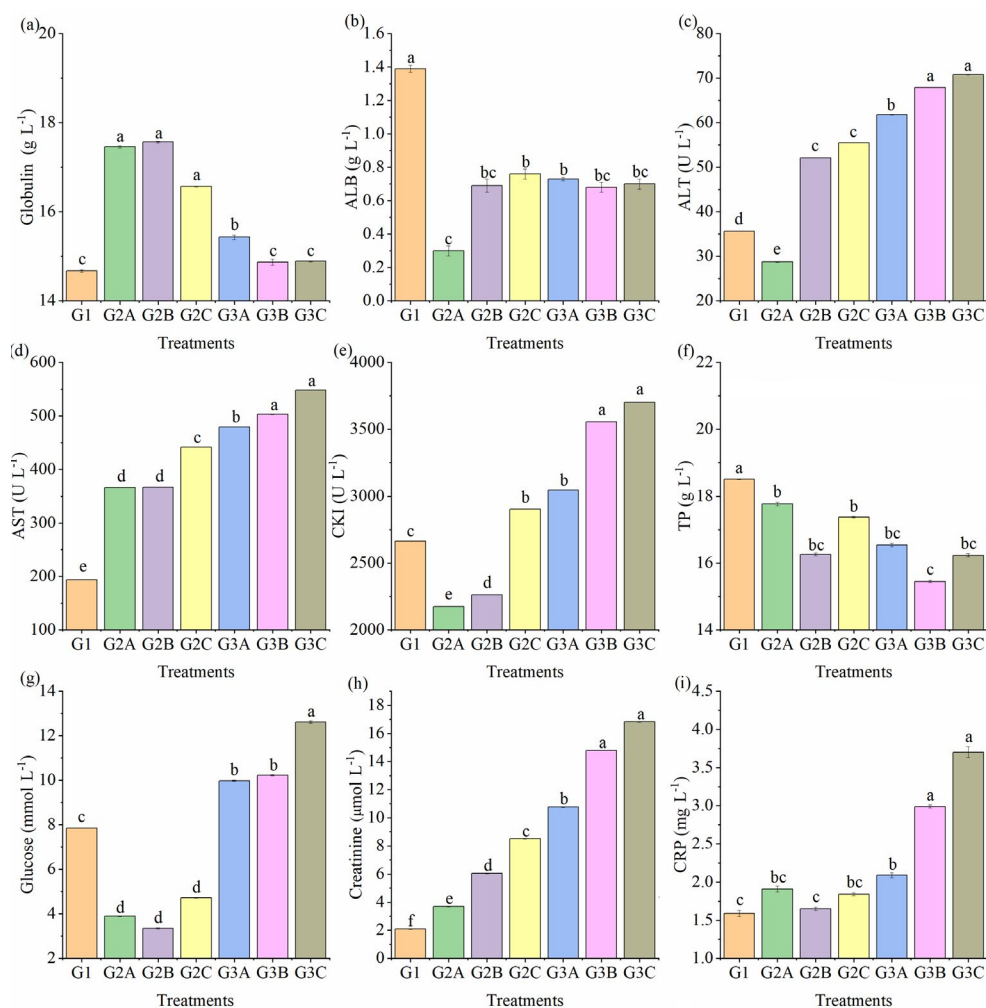 (a)
20
18
16
14
Globulin (g L-1)
c
a
a
a
b
c
c
G1 G2A G2B G2C G3A G3B G3C
Treatments
(b)
1.6
1.4
1.2
1.0
0.8
0.6
0.4
0.2
0.0
ALB (g L-1)
a
c
bc
b
b
bc
bc
G1 G2A G2B G2C G3A G3B G3C
Treatments
(c)
80
70
60
50
40
30
20
ALT (U L-1)
d
e
c
c
b
a
a
G1 G2A G2B G2C G3A G3B G3C
Treatments
(d)
600
500
400
300
200
100
AST (U L-1)
e
d
d
c
b
a
a
G1 G2A G2B G2C G3A G3B G3C
Treatments
(e)
3500
3000
2500
2000
CKI (U L-1)
c
e
d
b
b
a
a
G1 G2A G2B G2C G3A G3B G3C
Treatments
(f)
22
20
18
16
14
TP (g L-1)
a
b
bc
b
bc
c
bc
G1 G2A G2B G2C G3A G3B G3C
Treatments
(g)
14
12
10
8
6
4
2
Glucose (mmol L-1)
c
d
d
d
b
b
a
G1 G2A G2B G2C G3A G3B G3C
Treatments
(h)
18
16
14
12
10
8
6
4
2
0
Creatinine (μmol L-1)
f
e
d
c
b
a
a
G1 G2A G2B G2C G3A G3B G3C
Treatments
(i)
4.5
4.0
3.5
3.0
2.5
2.0
1.5
1.0
CRP (mg L-1)
c
bc
c
bc
b
a
a
G1 G2A G2B G2C G3A G3B G3C
Treatments